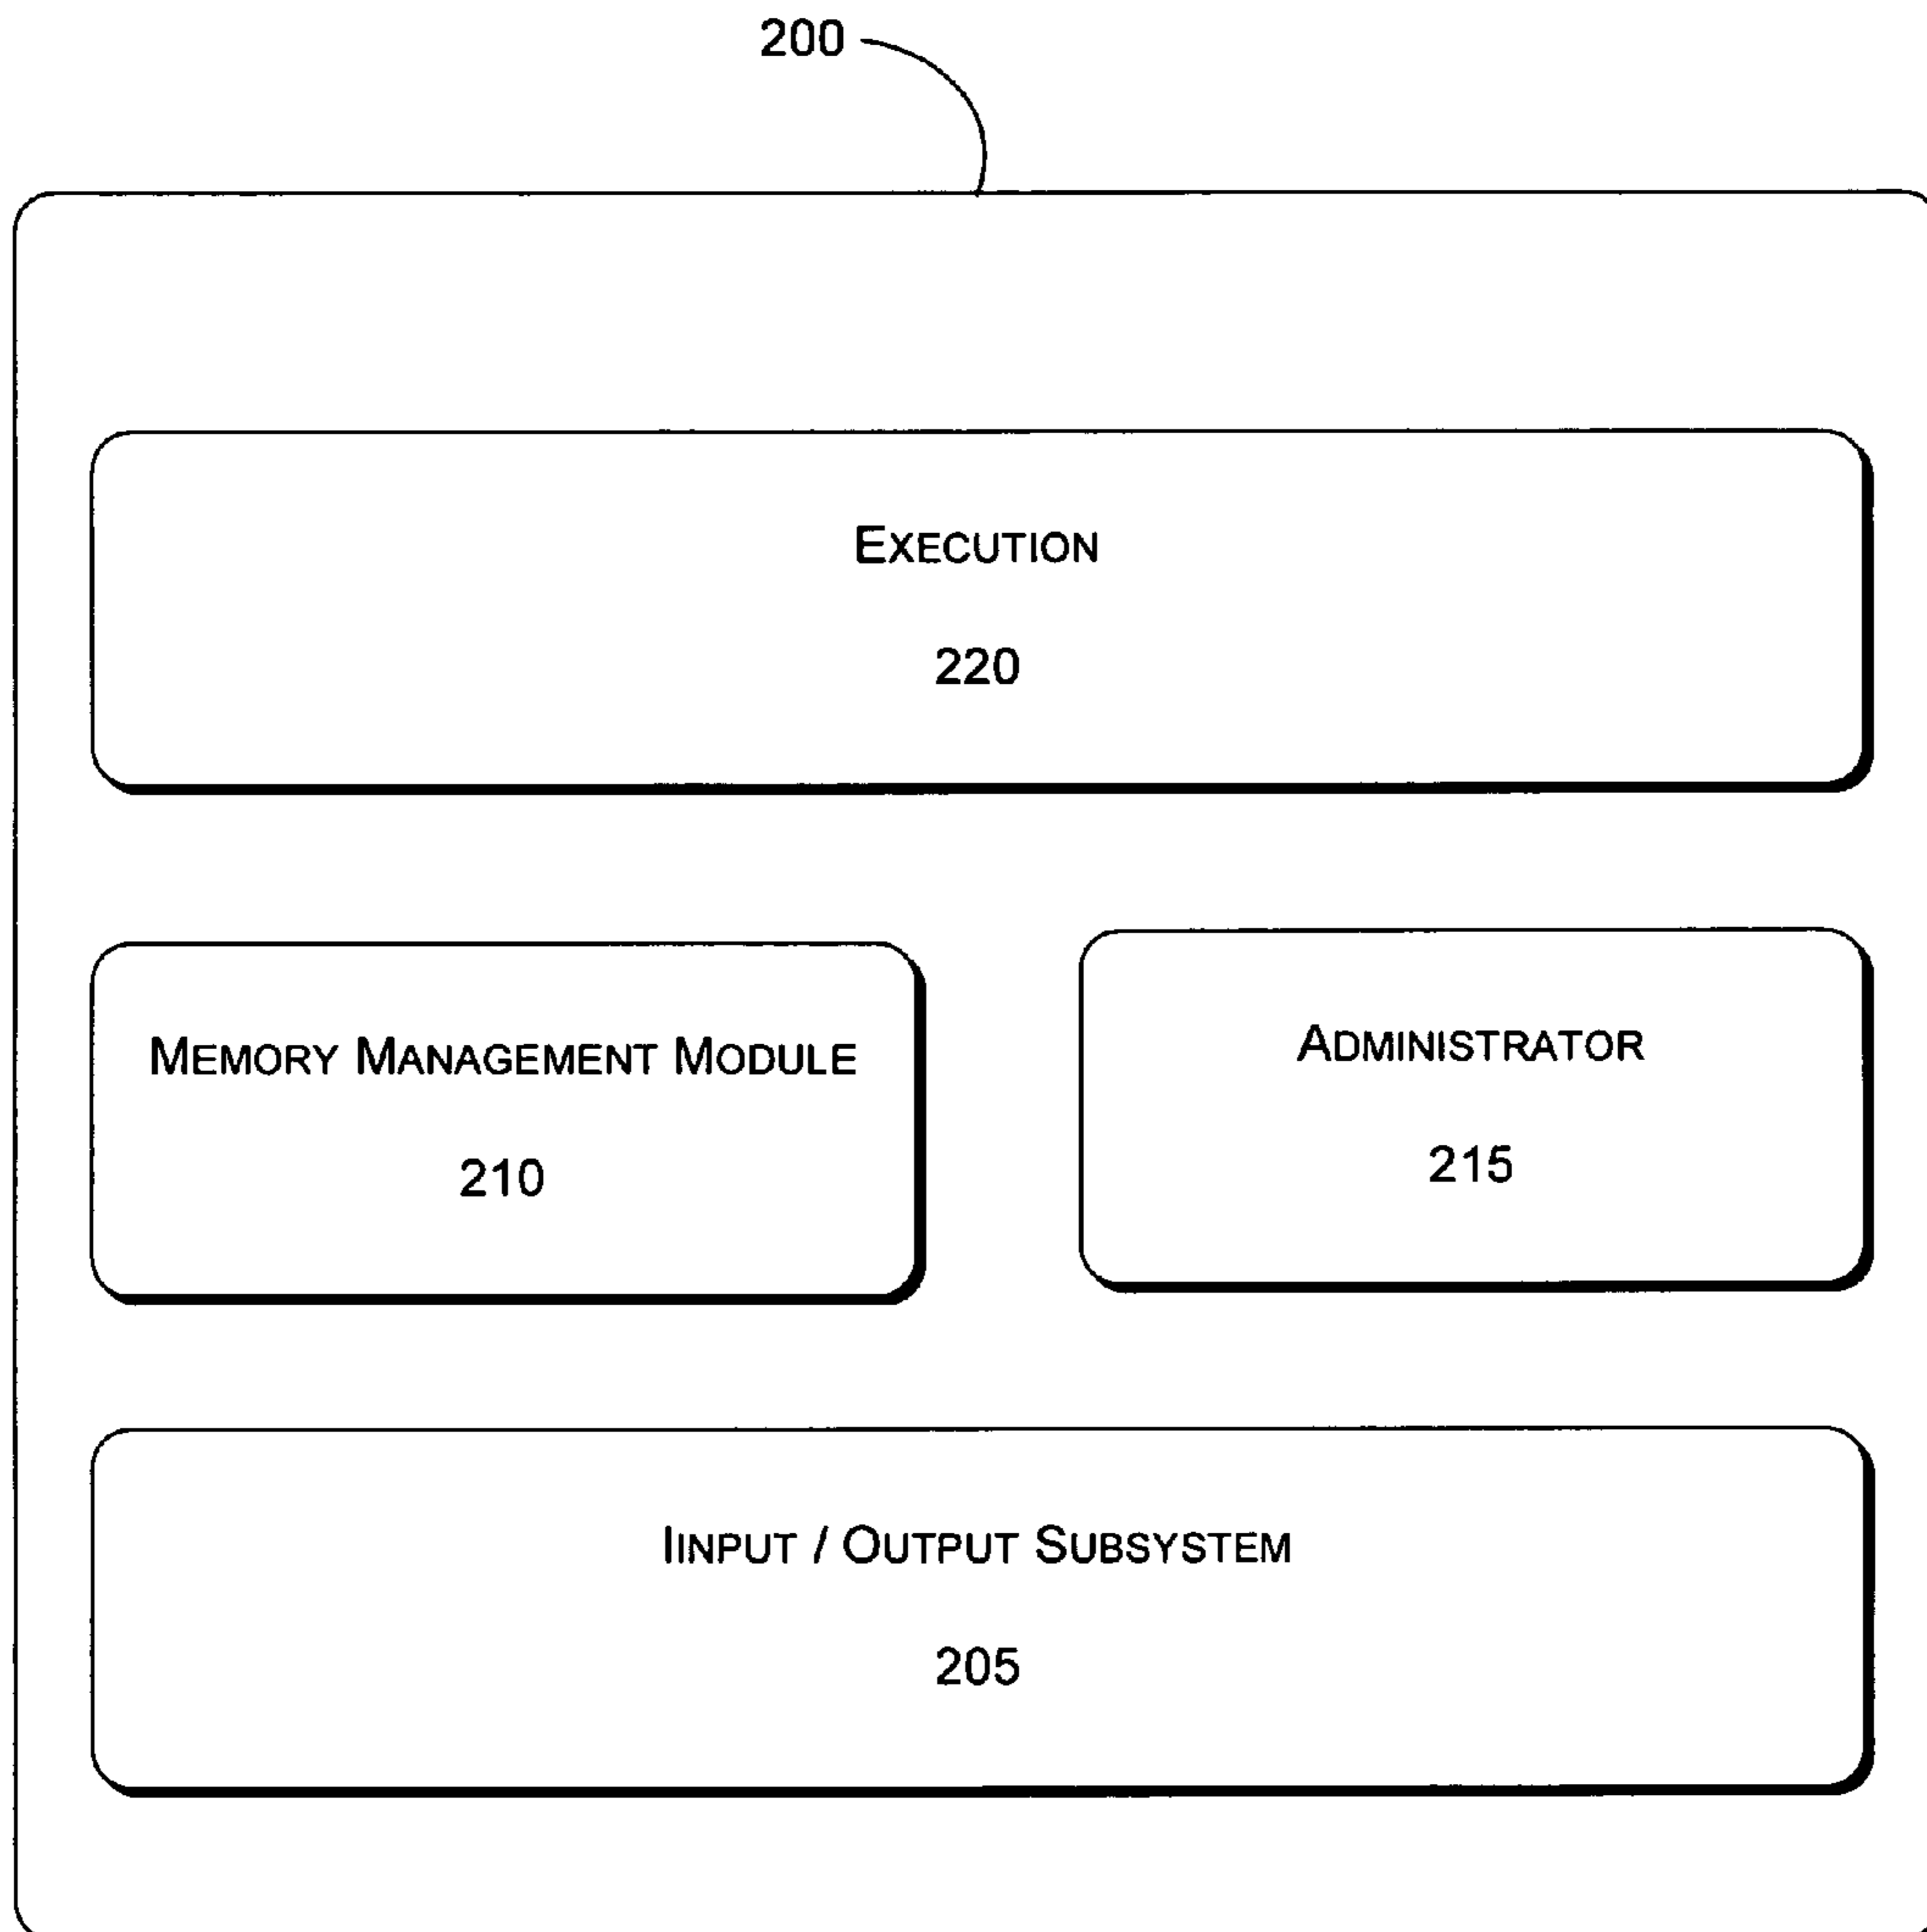 200
EXECUTION
220
MEMORY MANAGEMENT MODULE
210
ADMINISTRATOR
215
IINPUT / OUTPUT SUBSYSTEM
205